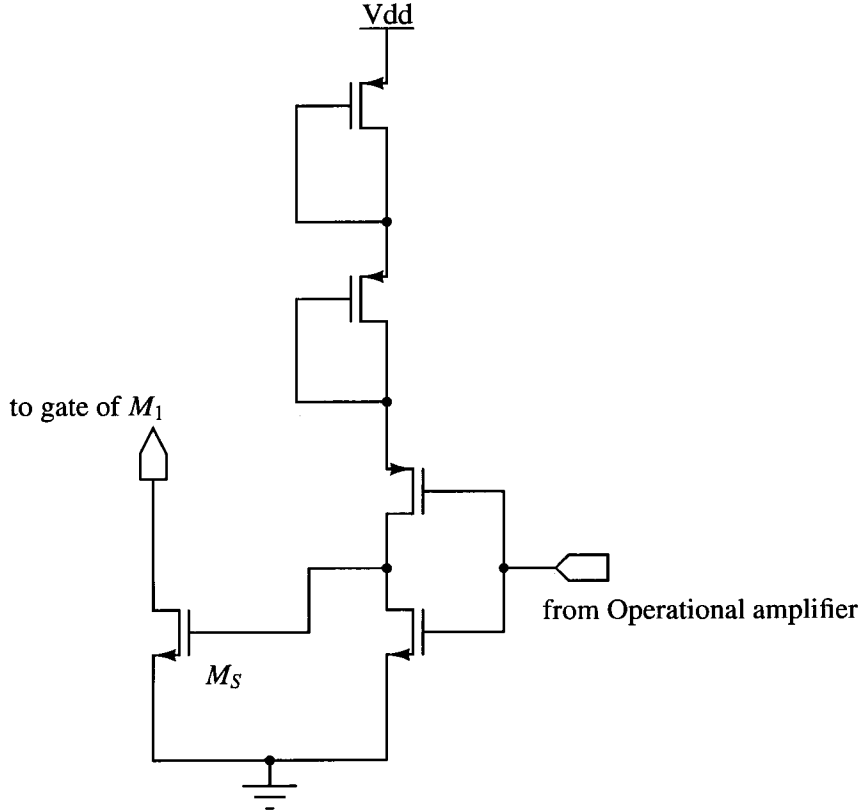 Vdd
to gate of M1
from Operational amplifier
MS